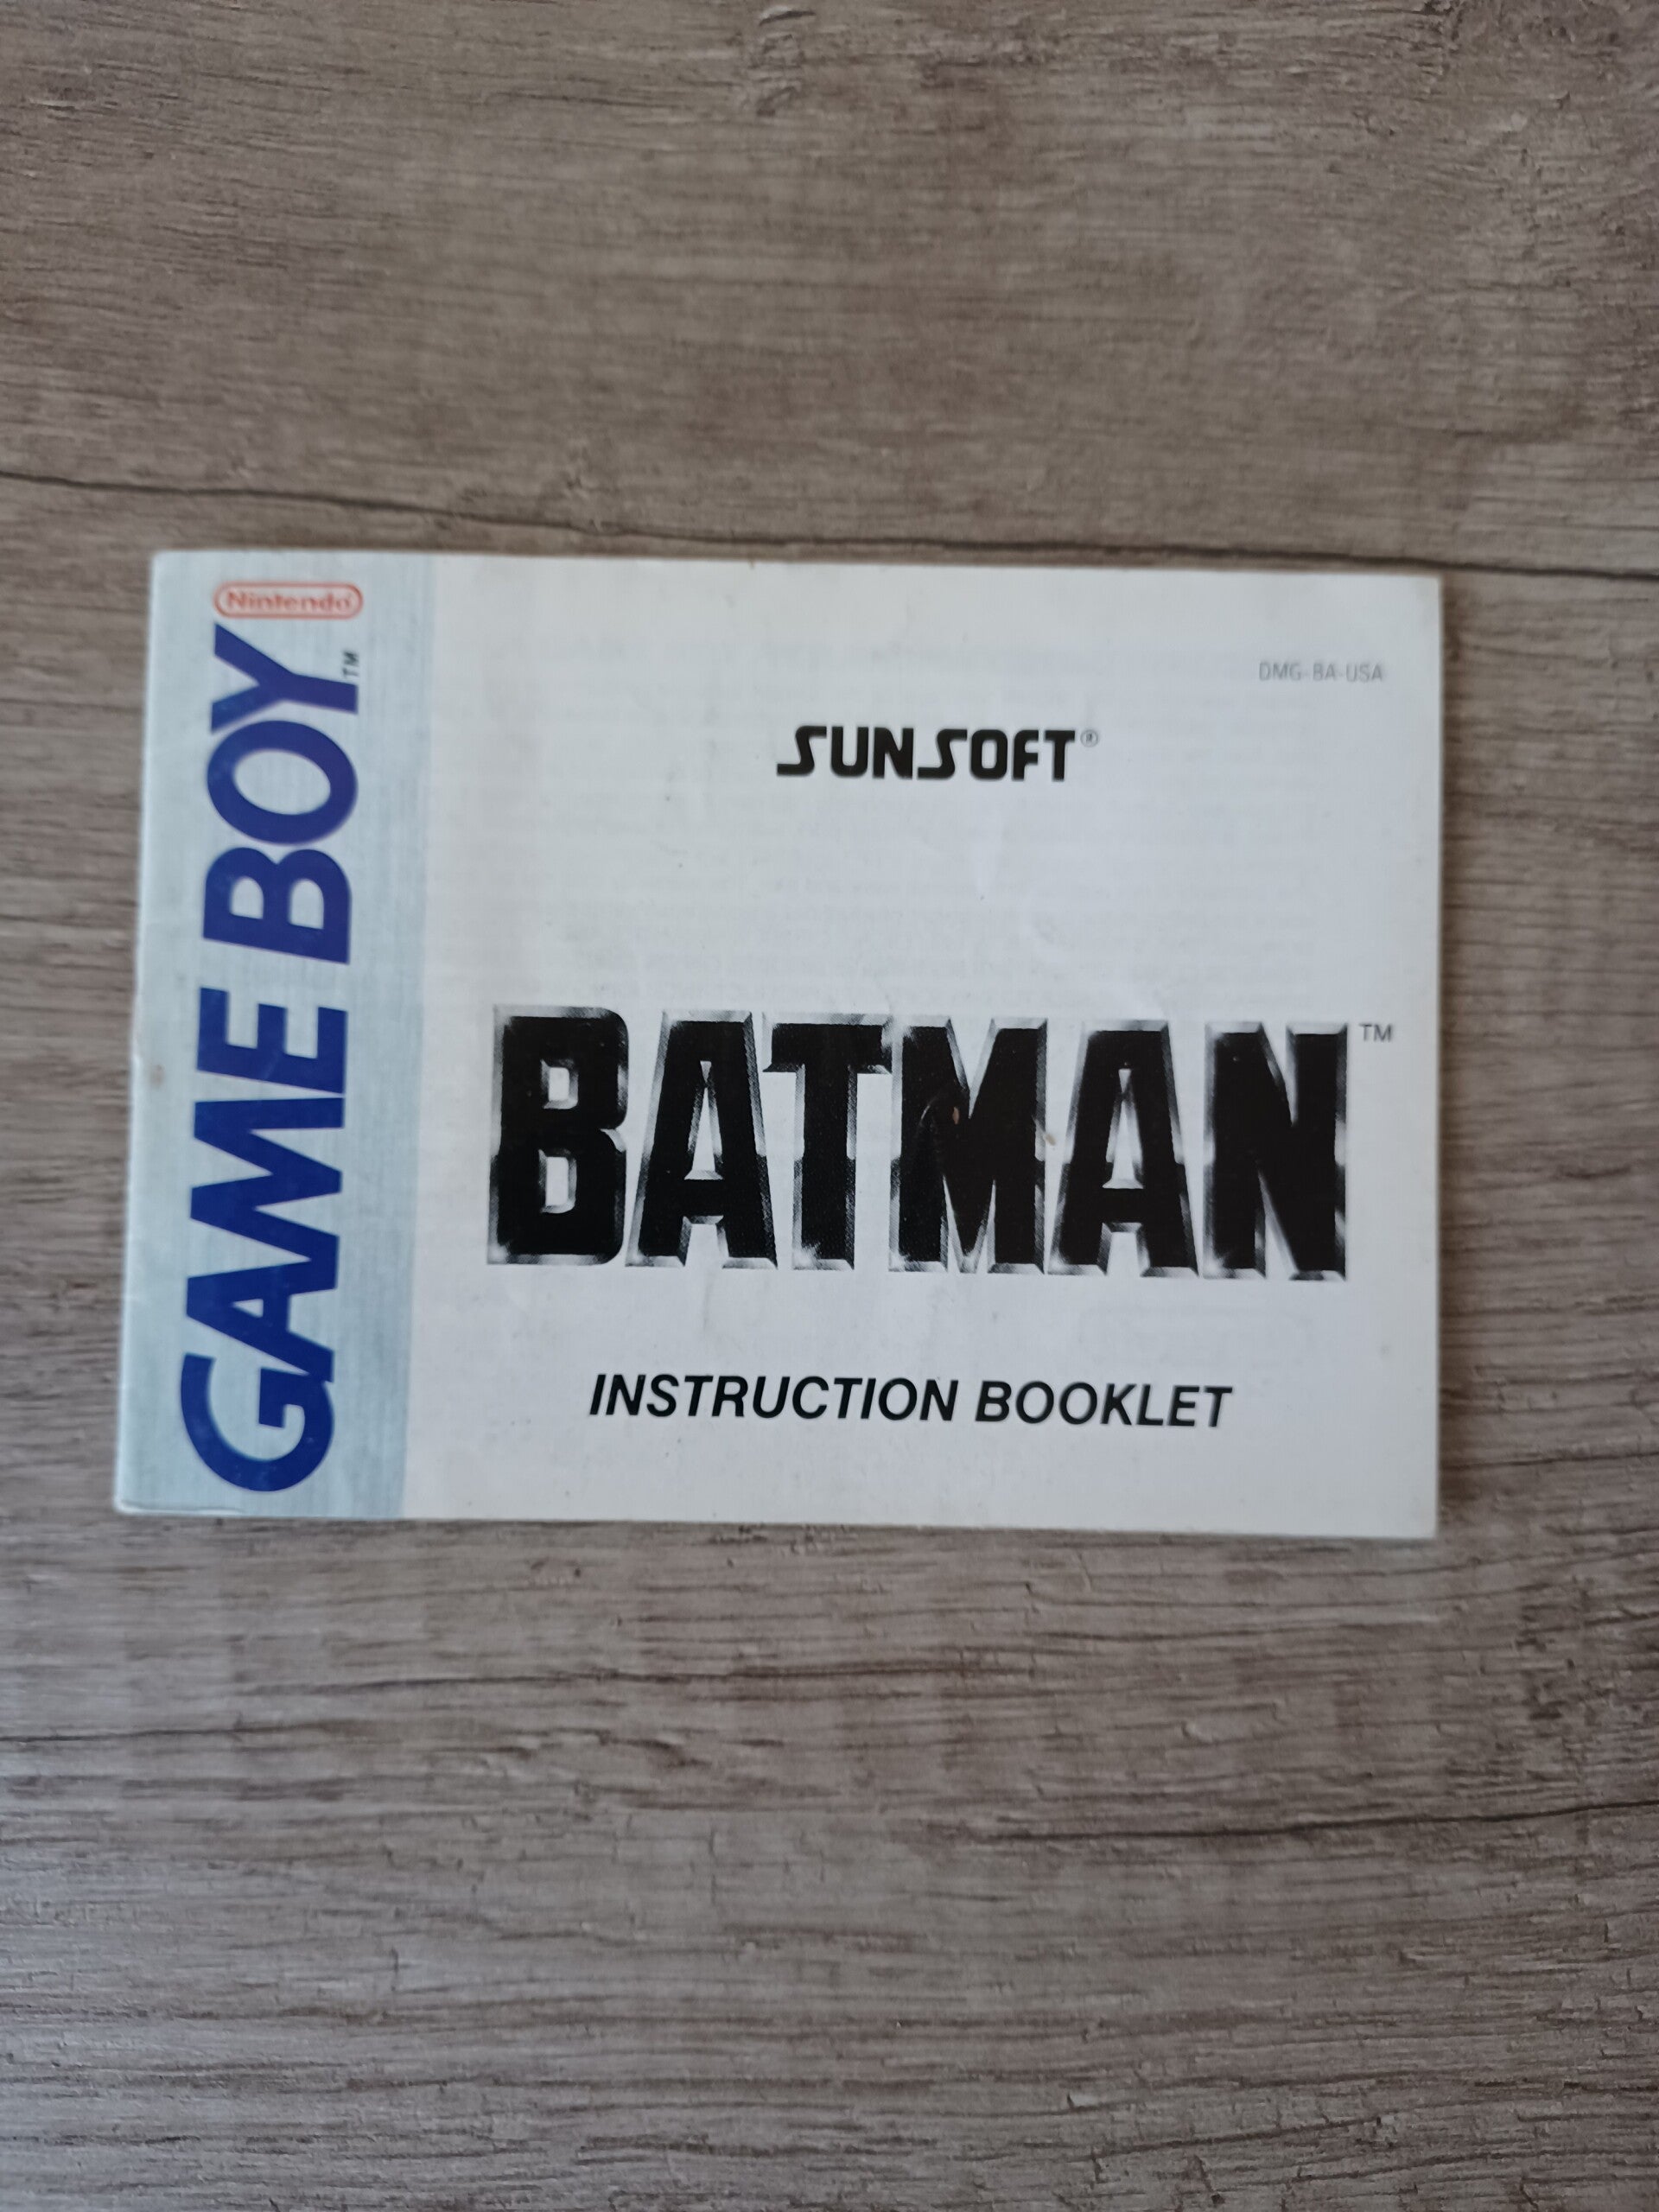 Nintendo
GAME BOY™
DMG-BA-USA
SUNSOFT®
BATMAN™
INSTRUCTION BOOKLET